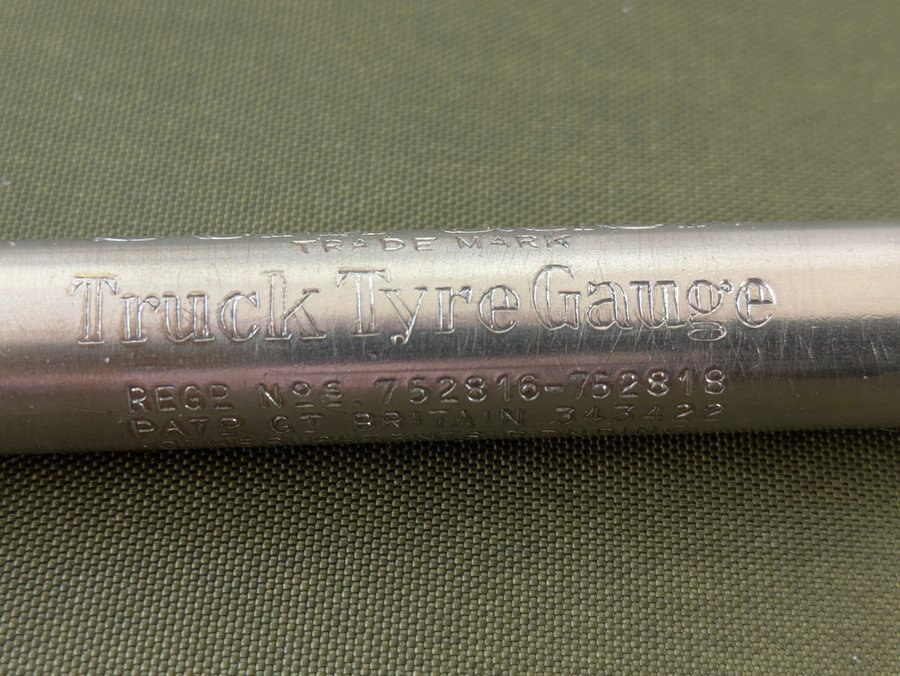 TRADE MARK
Truck Tyre Gauge
REGD. Nos. 752816-752818
PATD. GT. BRITAIN 343422